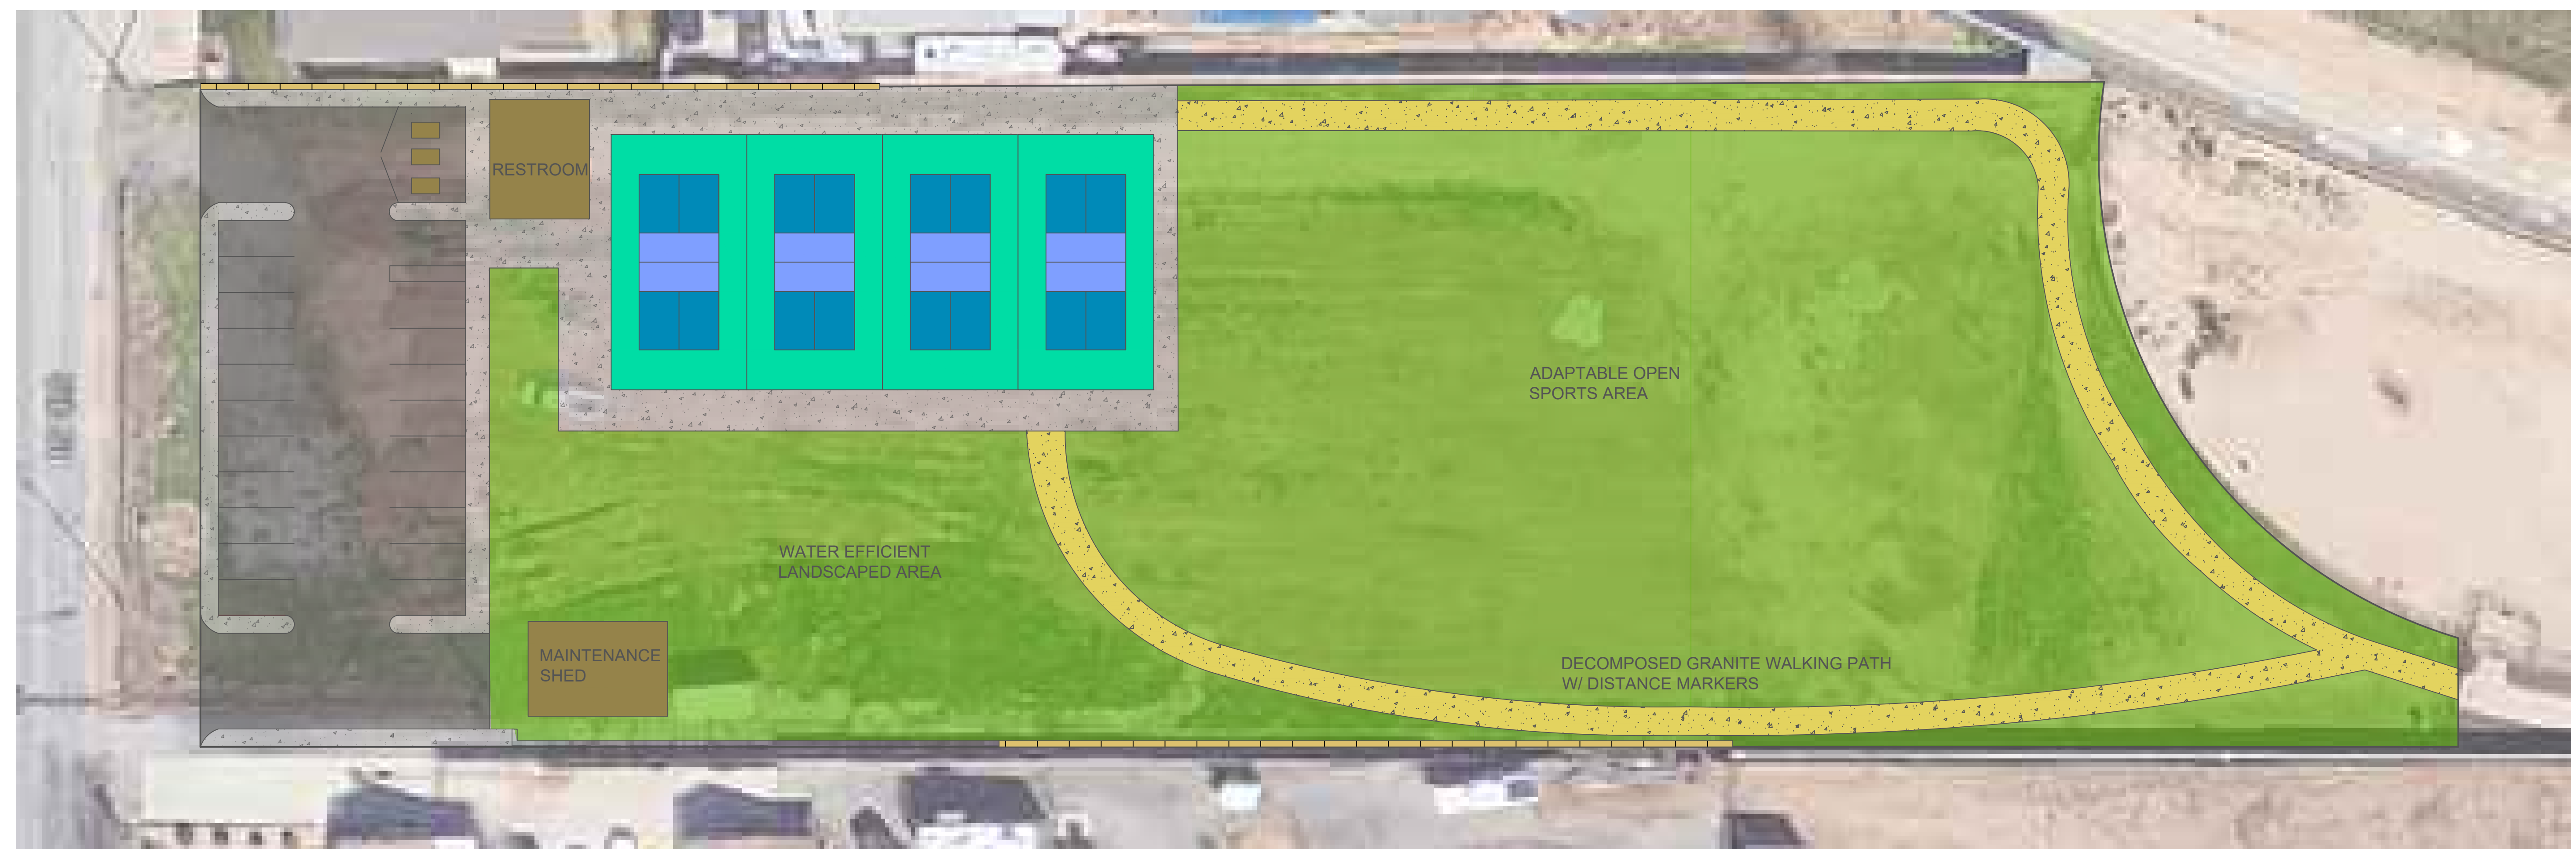 RESTROOM
ADAPTABLE OPEN
SPORTS AREA
WATER EFFICIENT
LANDSCAPED AREA
MAINTENANCE
SHED
DECOMPOSED GRANITE WALKING PATH
W/ DISTANCE MARKERS